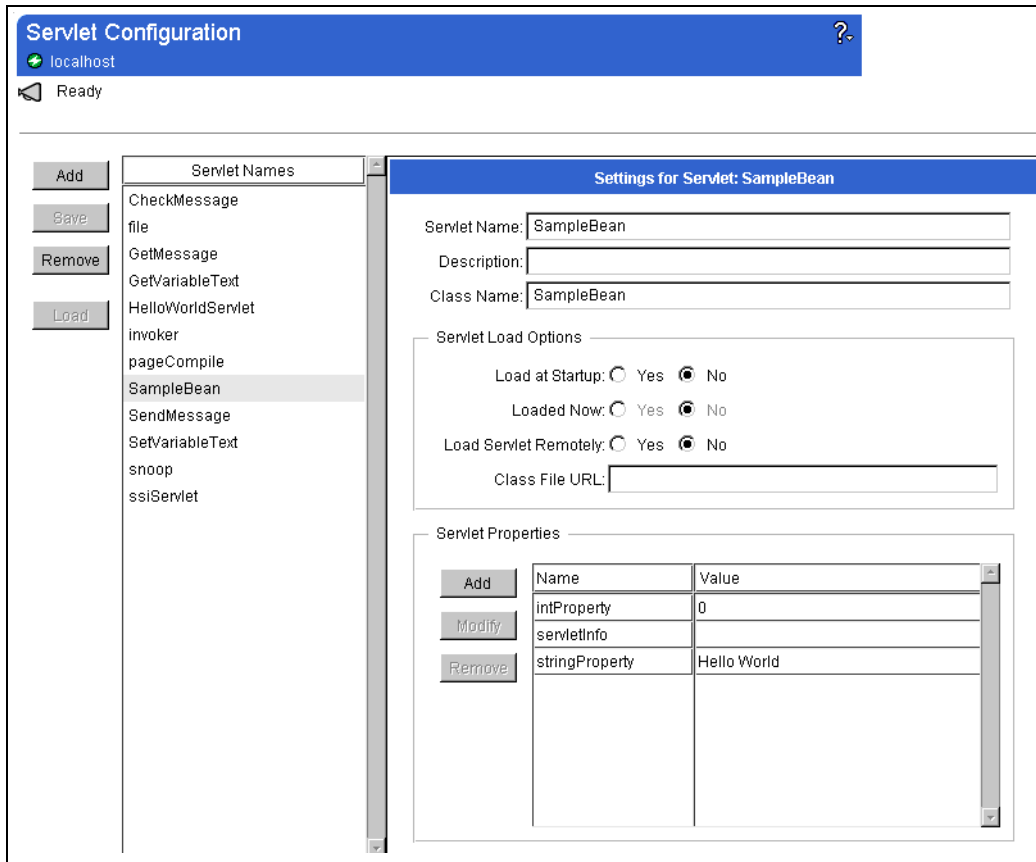 Servlet Configuration
?
localhost
Ready
Add
Save
Remove
Load
Servlet Names
CheckMessage
file
GetMessage
GetVariableText
HelloWorldServlet
invoker
pageCompile
SampleBean
SendMessage
SetVariableText
snoop
ssiServlet
Settings for Servlet: SampleBean
Servlet Name: SampleBean
Description:
Class Name: SampleBean
Servlet Load Options
Load at Startup: Yes No
Loaded Now: Yes No
Load Servlet Remotely: Yes No
Class File URL:
Servlet Properties
Add
Modify
Remove
Name Value
intProperty 0
servletInfo
stringProperty Hello World